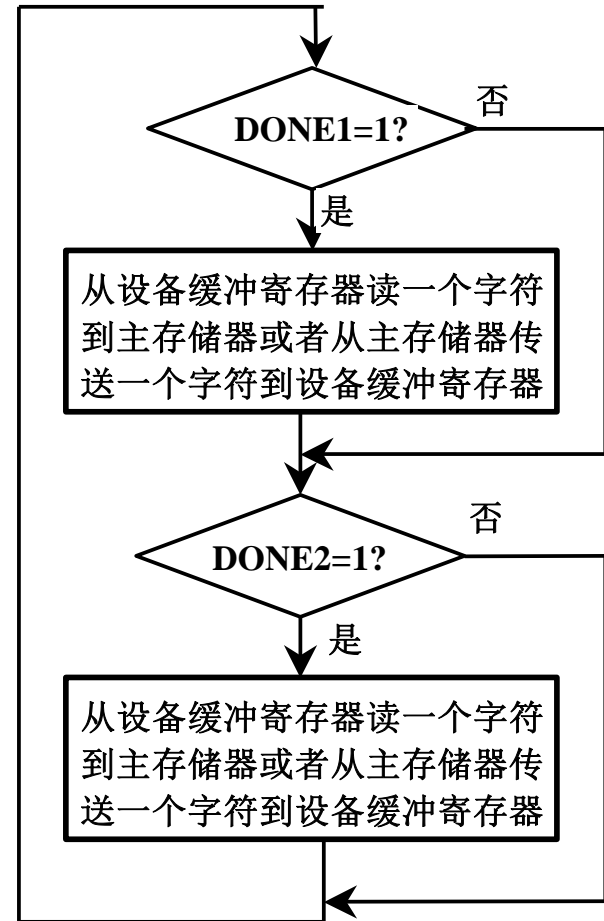 否
DONE1=1?
是
从设备缓冲寄存器读一个字符
到主存储器或者从主存储器传
送一个字符到设备缓冲寄存器
否
DONE2=1?
是
从设备缓冲寄存器读一个字符
到主存储器或者从主存储器传
送一个字符到设备缓冲寄存器